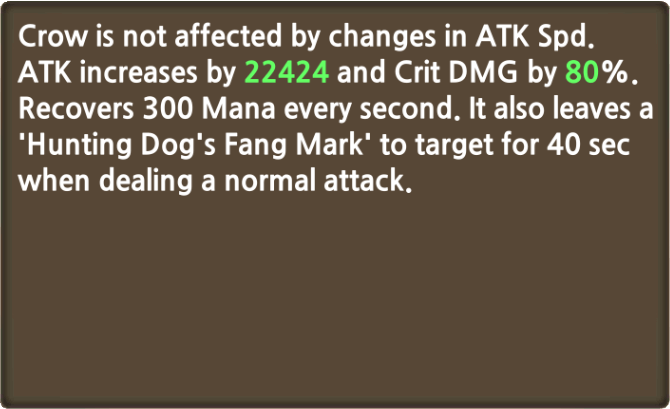 Crow is not affected by changes in ATK Spd.
ATK increases by 22424 and Crit DMG by 80%.
Recovers 300 Mana every second. It also leaves a
'Hunting Dog's Fang Mark' to target for 40 sec
when dealing a normal attack.